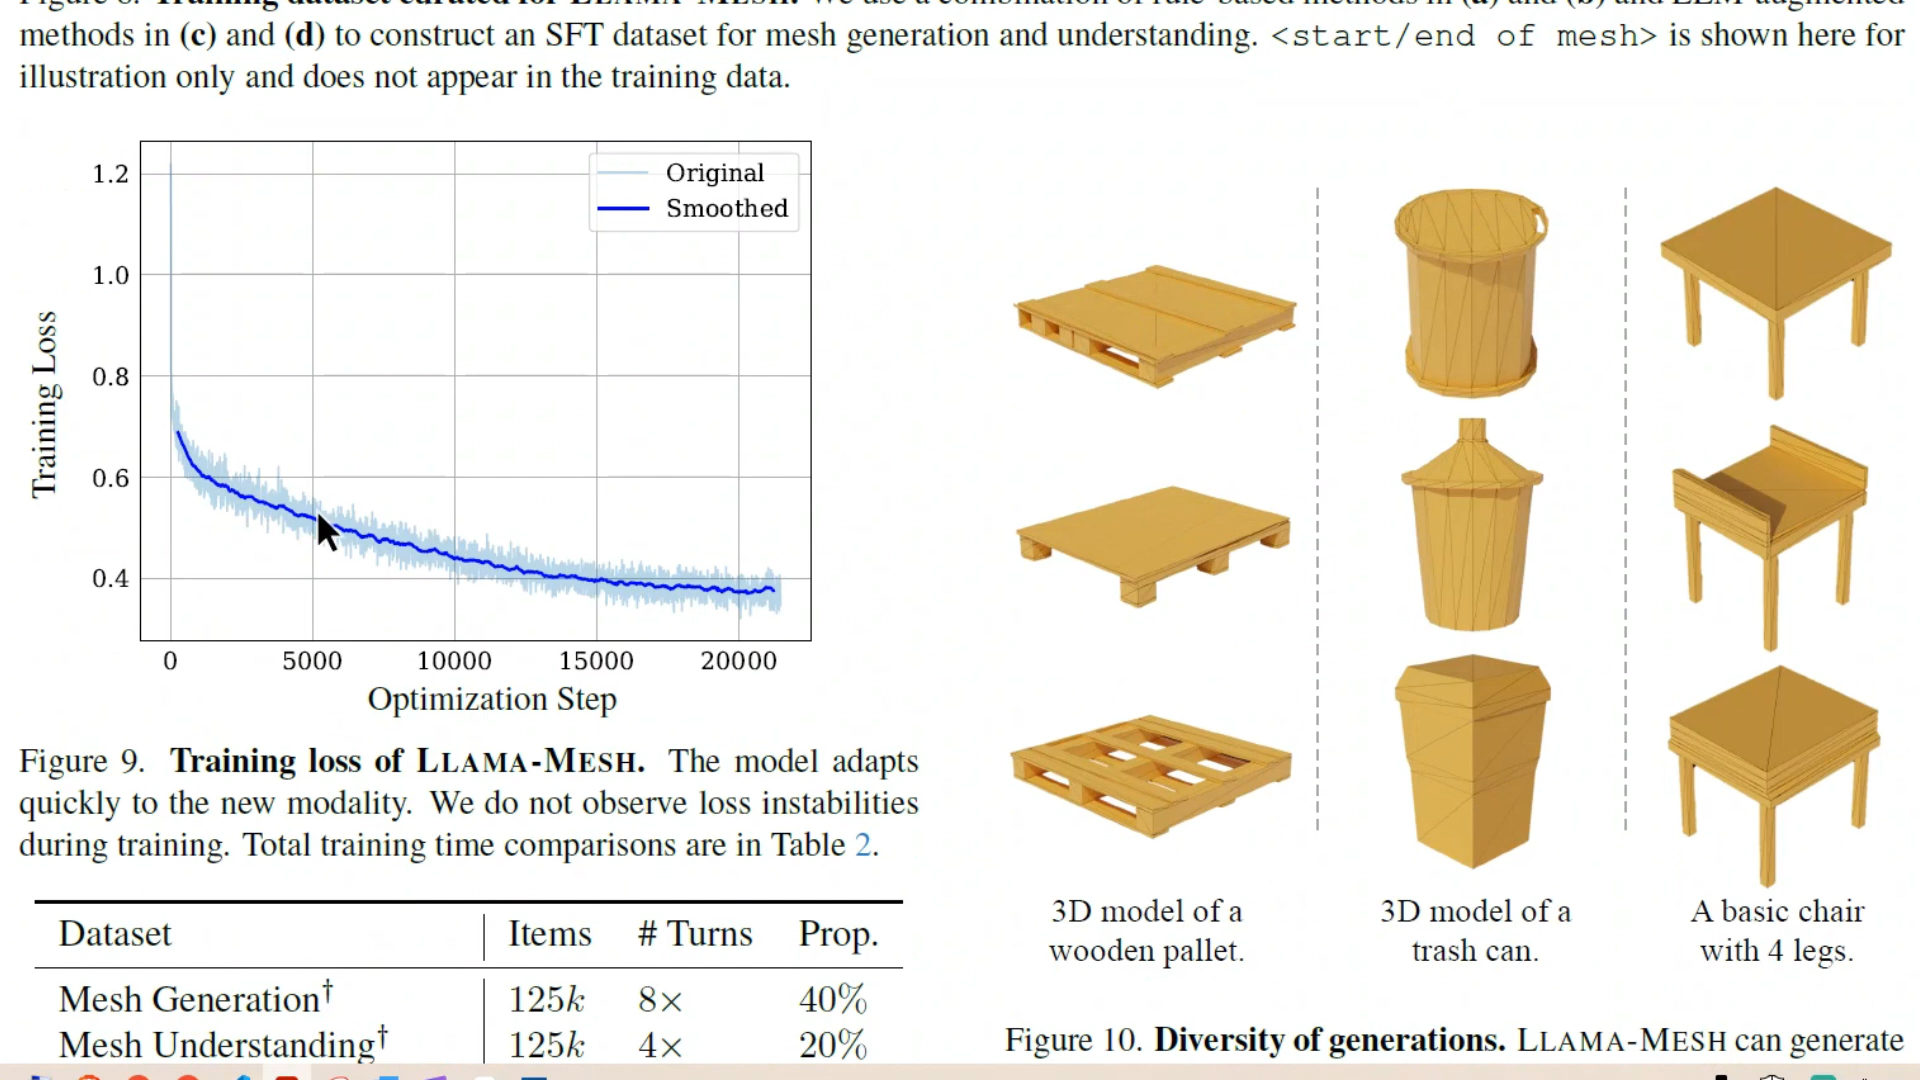 methods in (c) and (d) to construct an SFT dataset for mesh generation and understanding. <start/end of mesh> is shown here for
illustration only and does not appear in the training data.
1.2
1.0
0.8
0.6
0.4
Training Loss
Original
Smoothed
0 5000 10000 15000 20000
Optimization Step
Figure 9. Training loss of LLAMA-MESH. The model adapts
quickly to the new modality. We do not observe loss instabilities
during training. Total training time comparisons are in Table 2.
Dataset Items # Turns Prop.
Mesh Generation† 125k 8× 40%
Mesh Understanding† 125k 4× 20%
3D model of a
wooden pallet.
3D model of a
trash can.
A basic chair
with 4 legs.
Figure 10. Diversity of generations. LLAMA-MESH can generate